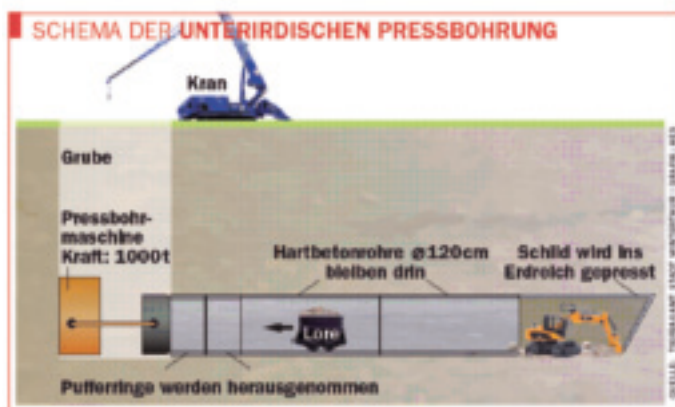 SCHEMA DER UNTERIRDISCHEN PRESSBOHRUNG
Kran
Grube
Pressbohr-
maschine
Kraft: 1000t
Hartbetonrohre ø120cm
bleiben drin
Schild wird ins
Erdreich gepresst
Lore
Pufferringe werden herausgenommen
QUELLE: